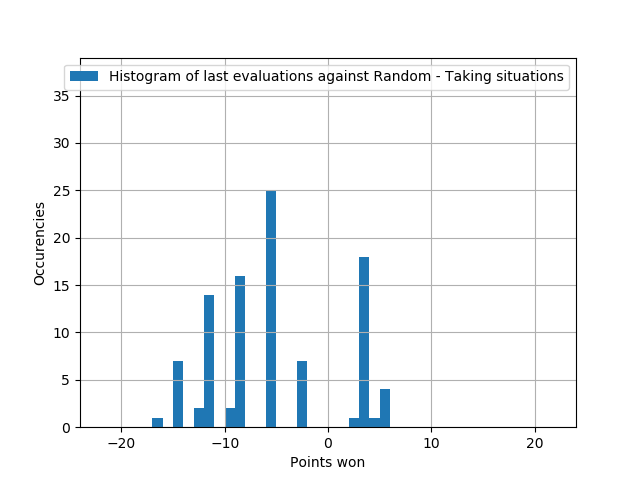 Histogram of last evaluations against Random - Taking situations
35
30
25
20
15
10
5
0
Occurencies
−20 −10 0 10 20
Points won